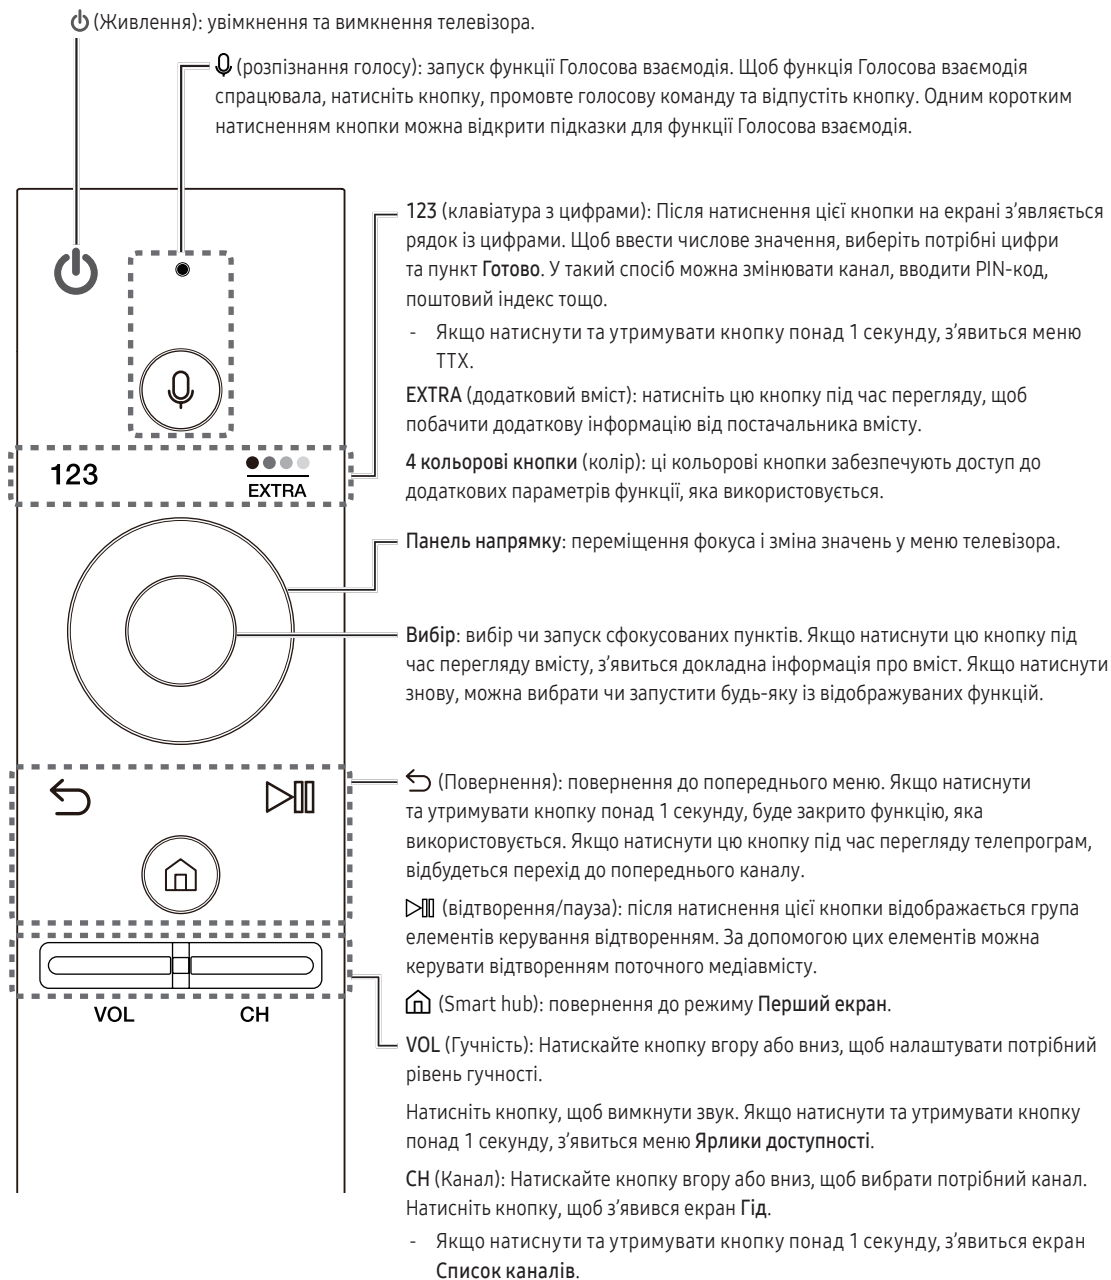 (Живлення): увімкнення та вимкнення телевізора.
(розпізнання голосу): запуск функції Голосова взаємодія. Щоб функція Голосова взаємодія
спрацювала, натисніть кнопку, промовте голосову команду та відпустіть кнопку. Одним коротким
натисненням кнопки можна відкрити підказки для функції Голосова взаємодія.
123 (клавіатура з цифрами): Після натиснення цієї кнопки на екрані з’являється
рядок із цифрами. Щоб ввести числове значення, виберіть потрібні цифри
та пункт Готово. У такий спосіб можна змінювати канал, вводити PIN-код,
поштовий індекс тощо.
- Якщо натиснути та утримувати кнопку понад 1 секунду, з’явиться меню
TTX.
EXTRA (додатковий вміст): натисніть цю кнопку під час перегляду, щоб
побачити додаткову інформацію від постачальника вмісту.
4 кольорові кнопки (колір): ці кольорові кнопки забезпечують доступ до
додаткових параметрів функції, яка використовується.
123
EXTRA
Панель напрямку: переміщення фокуса і зміна значень у меню телевізора.
Вибір: вибір чи запуск сфокусованих пунктів. Якщо натиснути цю кнопку під
час перегляду вмісту, з’явиться докладна інформація про вміст. Якщо натиснути
знову, можна вибрати чи запустити будь-яку із відображуваних функцій.
(Повернення): повернення до попереднього меню. Якщо натиснути
та утримувати кнопку понад 1 секунду, буде закрито функцію, яка
використовується. Якщо натиснути цю кнопку під час перегляду телепрограм,
відбудеться перехід до попереднього каналу.
(відтворення/пауза): після натиснення цієї кнопки відображається група
елементів керування відтворенням. За допомогою цих елементів можна
керувати відтворенням поточного медіавмісту.
(Smart hub): повернення до режиму Перший екран.
VOL
CH
VOL (Гучність): Натискайте кнопку вгору або вниз, щоб налаштувати потрібний
рівень гучності.
Натисніть кнопку, щоб вимкнути звук. Якщо натиснути та утримувати кнопку
понад 1 секунду, з’явиться меню Ярлики доступності.
CH (Канал): Натискайте кнопку вгору або вниз, щоб вибрати потрібний канал.
Натисніть кнопку, щоб з’явився екран Гід.
- Якщо натиснути та утримувати кнопку понад 1 секунду, з’явиться екран
Список каналів.